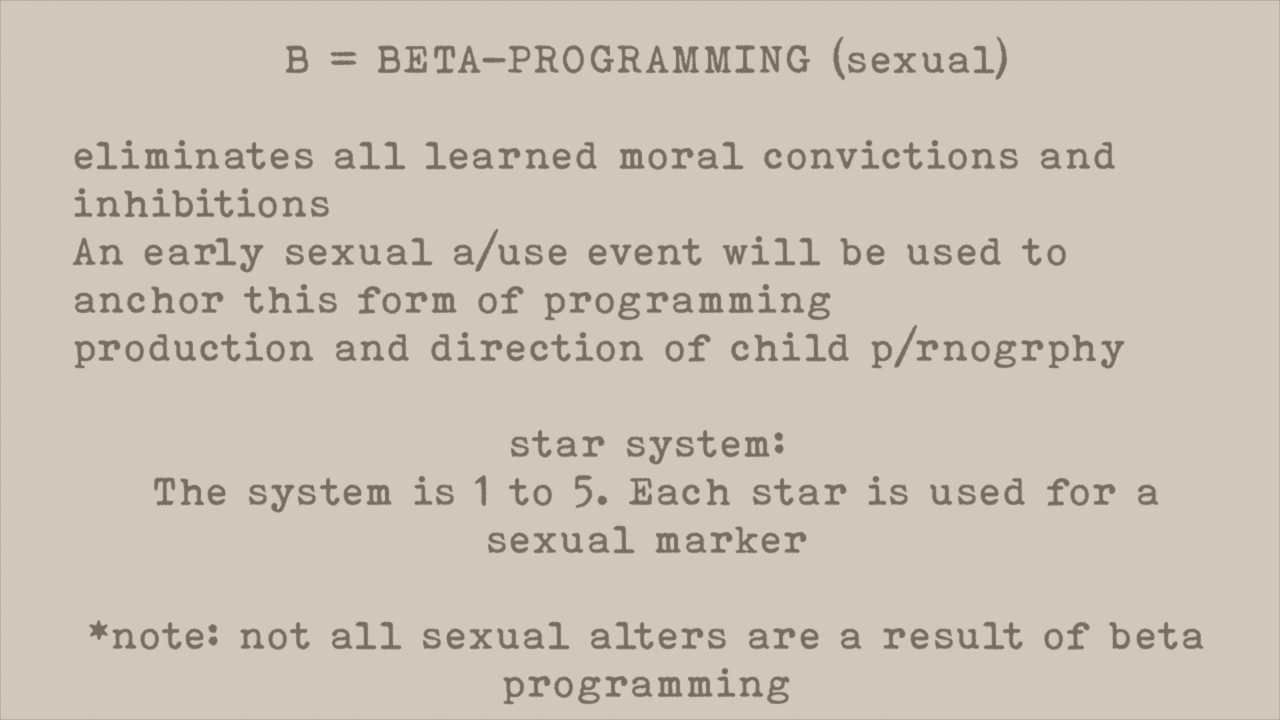 B = BETA-PROGRAMMING (sexual)
eliminates all learned moral convictions and
inhibitions
An early sexual a/use event will be used to
anchor this form of programming
production and direction of child p/rnogrphy
star system:
The system is 1 to 5. Each star is used for a
sexual marker
*note: not all sexual alters are a result of beta
programming